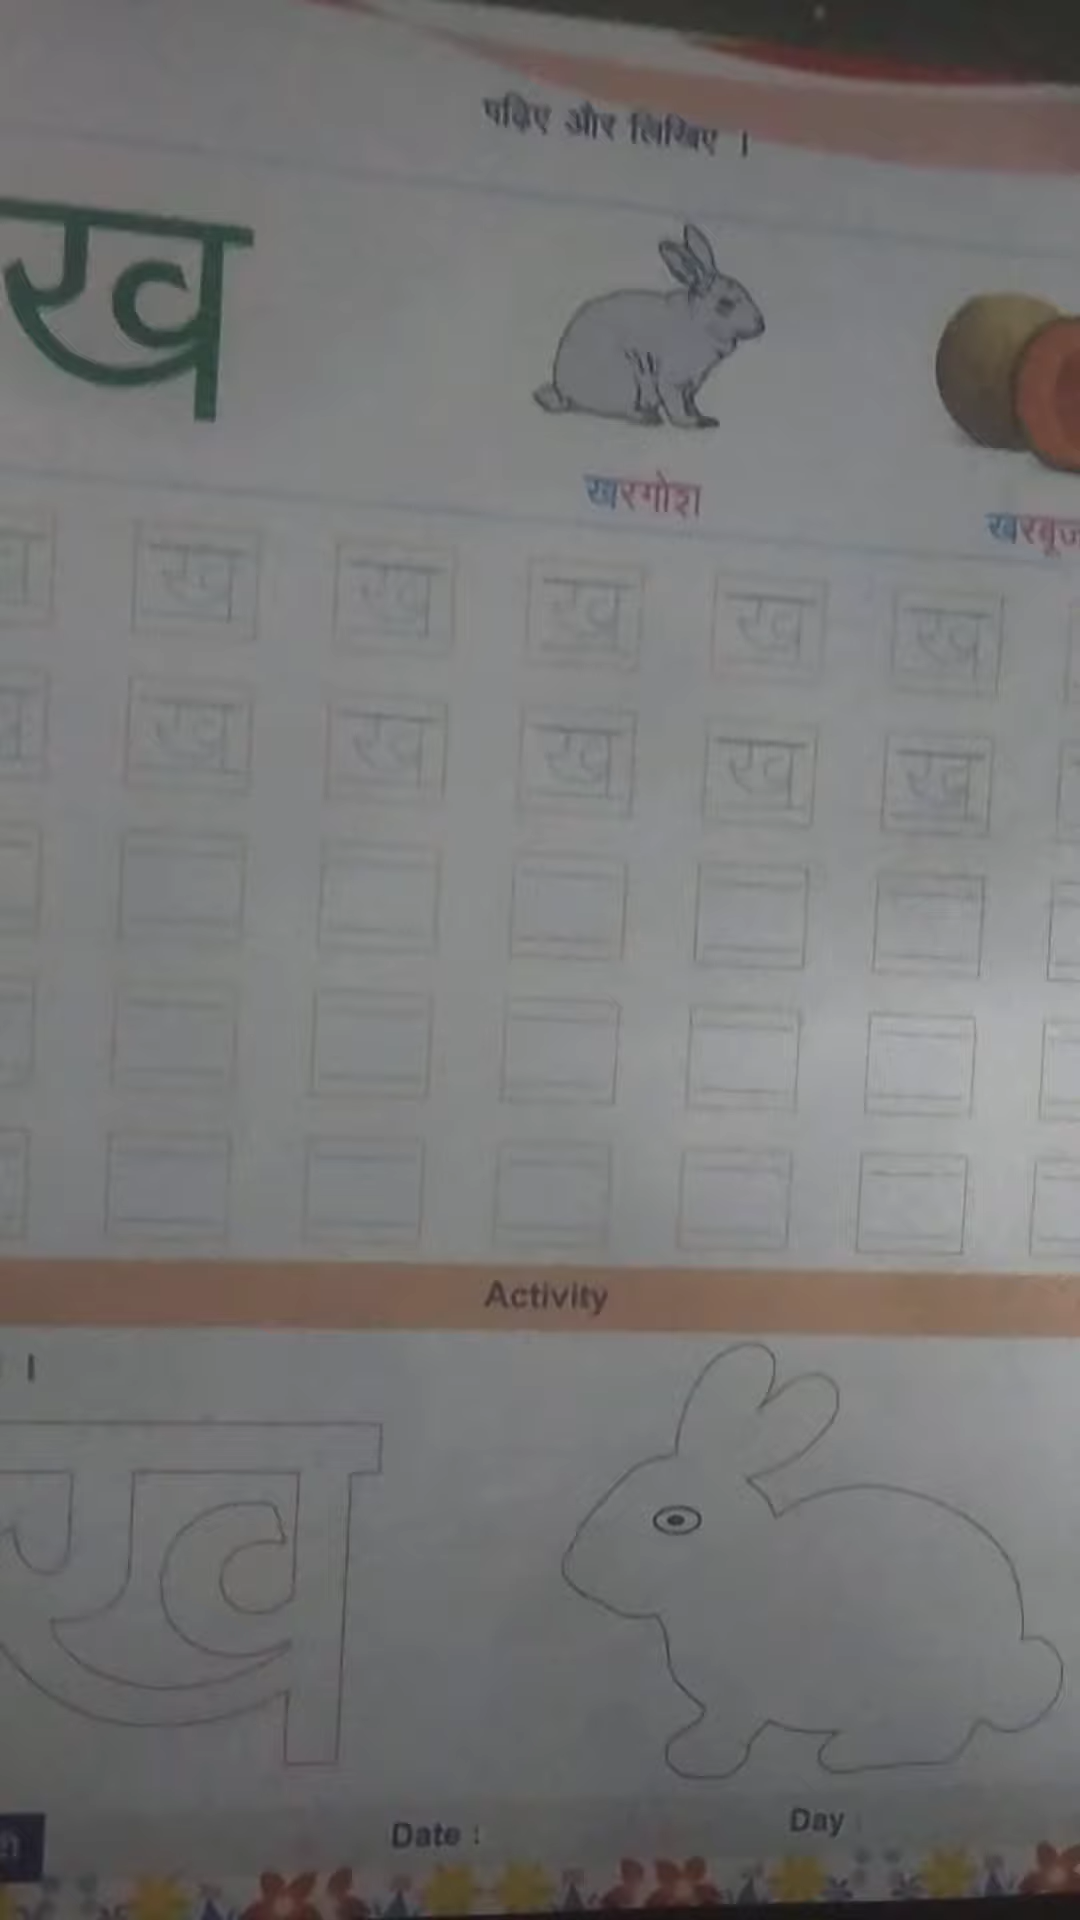 पढ़िए और लिखिए ।
ख
खरगोश
ख ख ख ख ख
ख ख ख ख ख
Activity
।
ख
Date :
Day